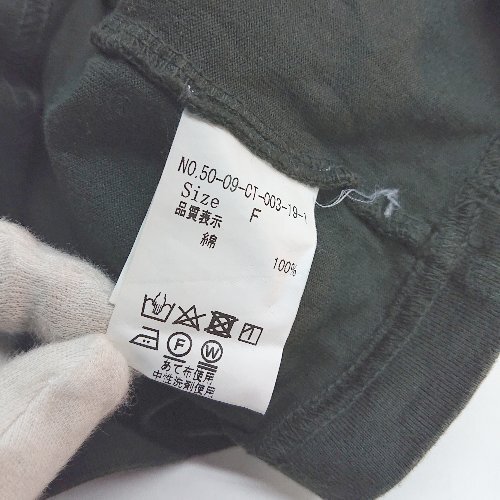 NO.50-09-CT-003-19-1
Size F
品質表示
綿 100%
F W
あて布使用
中性洗剤使用